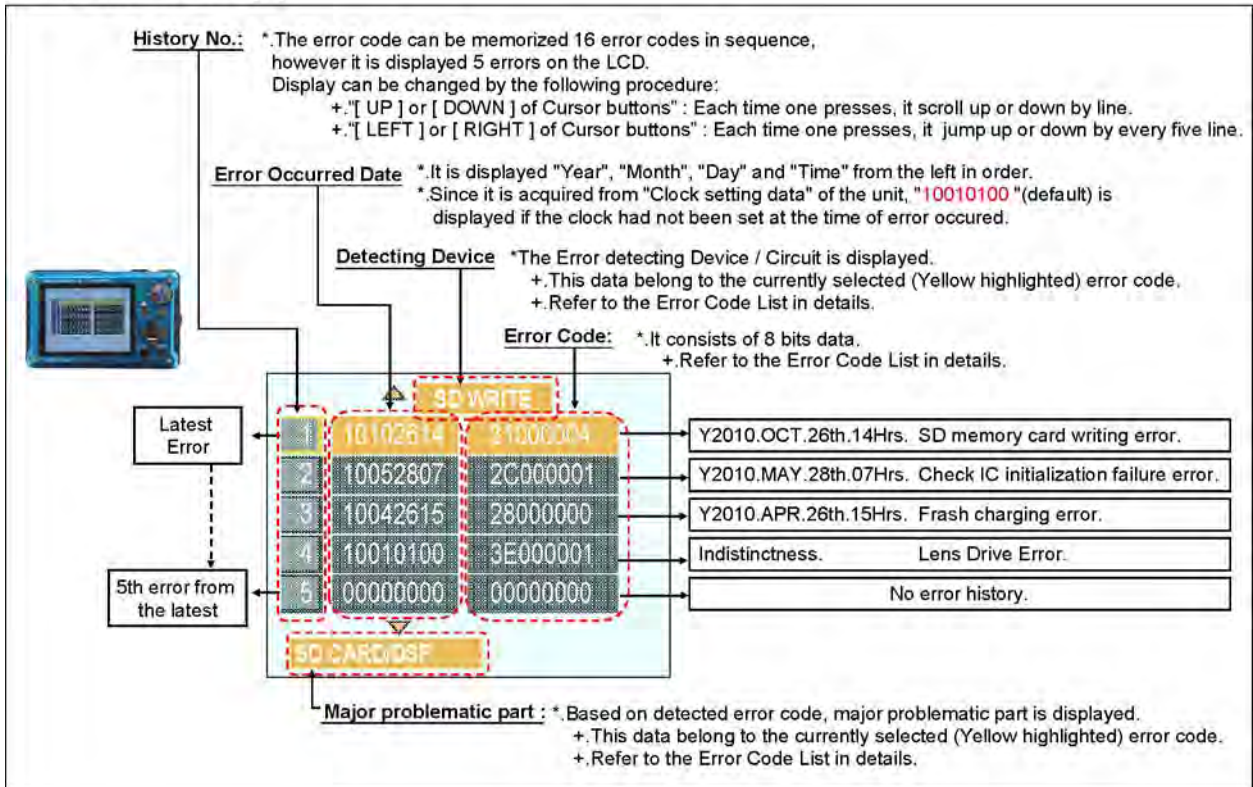 History No.: *.The error code can be memorized 16 error codes in sequence,
however it is displayed 5 errors on the LCD.
Display can be changed by the following procedure:
+."[ UP ] or [ DOWN ] of Cursor buttons" : Each time one presses, it scroll up or down by line.
+."[ LEFT ] or [ RIGHT ] of Cursor buttons" : Each time one presses, it jump up or down by every five line.
Error Occurred Date *.It is displayed "Year", "Month", "Day" and "Time" from the left in order.
*.Since it is acquired from "Clock setting data" of the unit, "10010100 "(default) is
displayed if the clock had not been set at the time of error occured.
Detecting Device *The Error detecting Device / Circuit is displayed.
+.This data belong to the currently selected (Yellow highlighted) error code.
+.Refer to the Error Code List in details.
Error Code: *.It consists of 8 bits data.
+.Refer to the Error Code List in details.
SD WRITE
Latest
Error
1 10102614 31000004 Y2010.OCT.26th.14Hrs. SD memory card writing error.
2 10052807 2C000001 Y2010.MAY.28th.07Hrs. Check IC initialization failure error.
3 10042615 28000000 Y2010.APR.26th.15Hrs. Frash charging error.
4 10010100 3E000001 Indistinctness. Lens Drive Error.
5th error from
the latest
5 00000000 00000000 No error history.
SD CARD/DSP
Major problematic part : *.Based on detected error code, major problematic part is displayed.
+.This data belong to the currently selected (Yellow highlighted) error code.
+.Refer to the Error Code List in details.